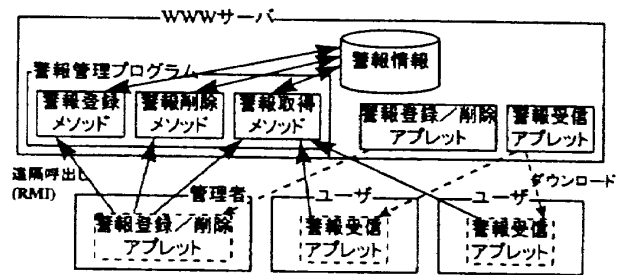 WWWサーバ
警報情報
警報管理プログラム
警報登録
メソッド
警報削除
メソッド
警報取得
メソッド
警報登録/削除
アプレット
警報受信
アプレット
遠隔呼出し
(RMI)
ダウンロード
管理者
警報登録/削除
アプレット
ユーザ
警報受信
アプレット
ユーザ
警報受信
アプレット